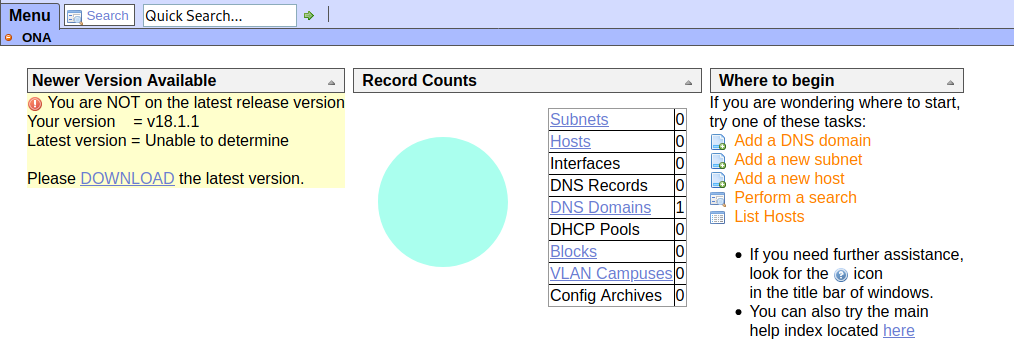 Menu Search Quick Search...
ONA
Newer Version Available
You are NOT on the latest release version
Your version = v18.1.1
Latest version = Unable to determine
Please DOWNLOAD the latest version.
Record Counts
Subnets 0
Hosts 0
Interfaces 0
DNS Records 0
DNS Domains 1
DHCP Pools 0
Blocks 0
VLAN Campuses 0
Config Archives 0
Where to begin
If you are wondering where to start,
try one of these tasks:
Add a DNS domain
Add a new subnet
Add a new host
Perform a search
List Hosts
• If you need further assistance,
look for the ? icon
in the title bar of windows.
• You can also try the main
help index located here